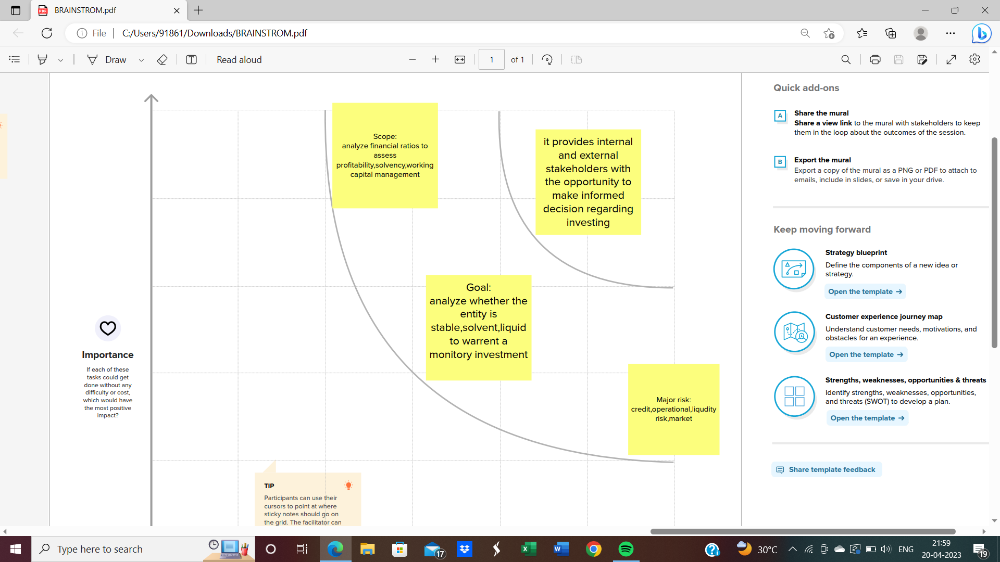 BRAINSTROM.pdf
File
C:/Users/91861/Downloads/BRAINSTROM.pdf
Draw
Read aloud
1
of 1
Importance
If each of these
tasks could get
done without any
difficulty or cost,
which would have
the most positive
impact?
Scope:
analyze financial ratios to
assess
profitability,solvency,working
capital management
it provides internal
and external
stakeholders with
the opportunity to
make informed
decision regarding
investing
Goal:
analyze whether the
entity is
stable,solvent,liquid
to warrent a
monitory investment
Major risk:
credit,operational,liqudity
risk,market
TIP
Participants can use their
cursors to point at where
sticky notes should go on
the grid. The facilitator can
Quick add-ons
A
Share the mural
Share a view link to the mural with stakeholders to keep
them in the loop about the outcomes of the session.
B
Export the mural
Export a copy of the mural as a PNG or PDF to attach to
emails, include in slides, or save in your drive.
Keep moving forward
Strategy blueprint
Define the components of a new idea or
strategy.
Open the template →
Customer experience journey map
Understand customer needs, motivations, and
obstacles for an experience.
Open the template →
Strengths, weaknesses, opportunities & threats
Identify strengths, weaknesses, opportunities,
and threats (SWOT) to develop a plan.
Open the template →
Share template feedback
Type here to search
17
30°C
ENG
21:59
20-04-2023
19